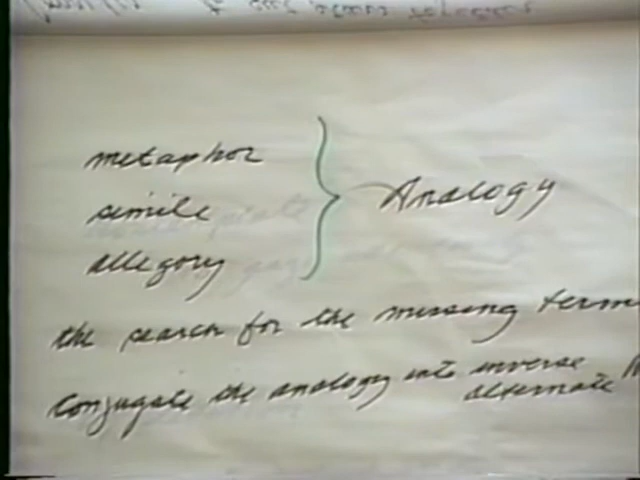 metaphor
simile
allegory
Analogy
the search for the missing term
Conjugate the analogy into inverse
alternate